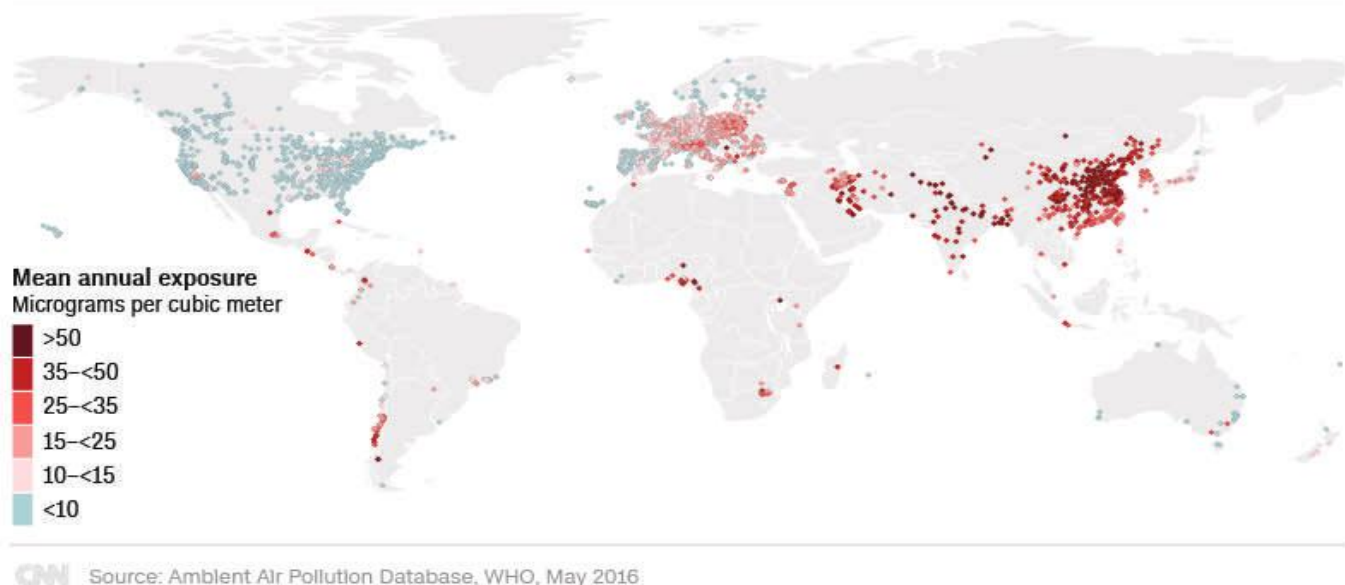 Mean annual exposure
Micrograms per cubic meter
>50
35–<50
25–<35
15–<25
10–<15
<10
CNN Source: Ambient Air Pollution Database, WHO, May 2016